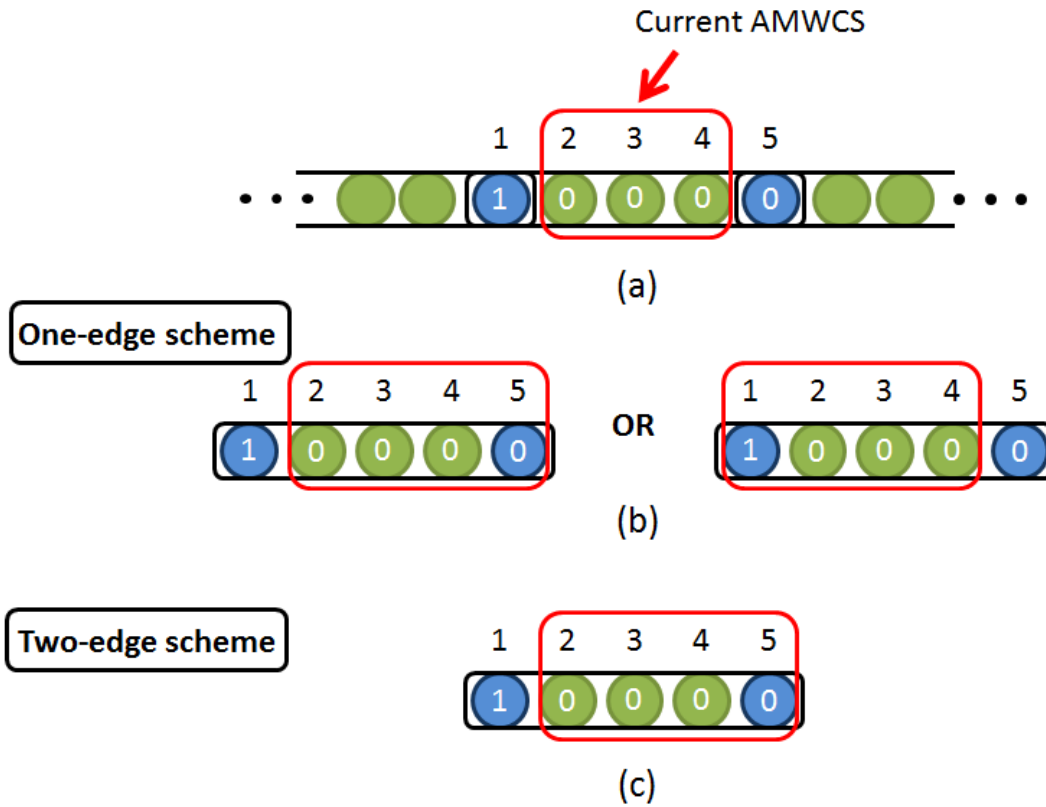 Current AMWCS
1 2 3 4 5
1 0 0 0 0
(a)
One-edge scheme
1 2 3 4 5
1 0 0 0 0
OR
1 2 3 4 5
1 0 0 0 0
(b)
Two-edge scheme
1 2 3 4 5
1 0 0 0 0
(c)